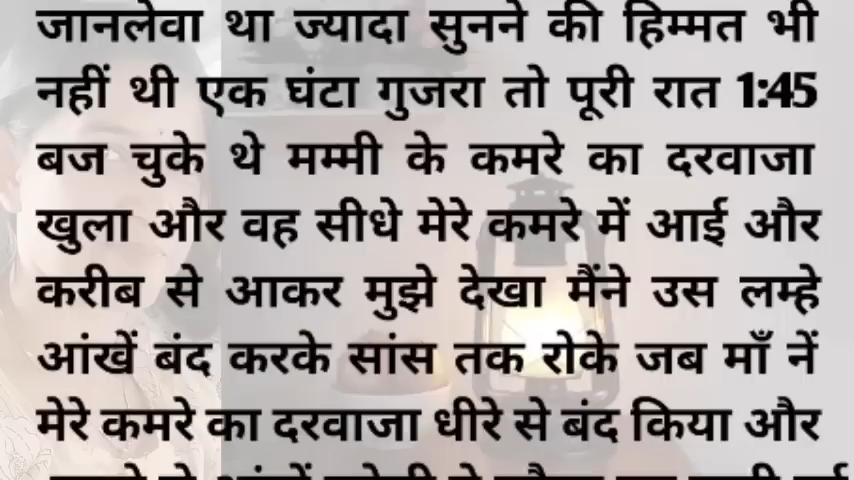 जानलेवा था ज्यादा सुनने की हिम्मत भी
नहीं थी एक घंटा गुजरा तो पूरी रात 1:45
बज चुके थे मम्मी के कमरे का दरवाजा
खुला और वह सीधे मेरे कमरे में आई और
करीब से आकर मुझे देखा मैंने उस लम्हे
आंखें बंद करके सांस तक रोके जब माँ नें
मेरे कमरे का दरवाजा धीरे से बंद किया और